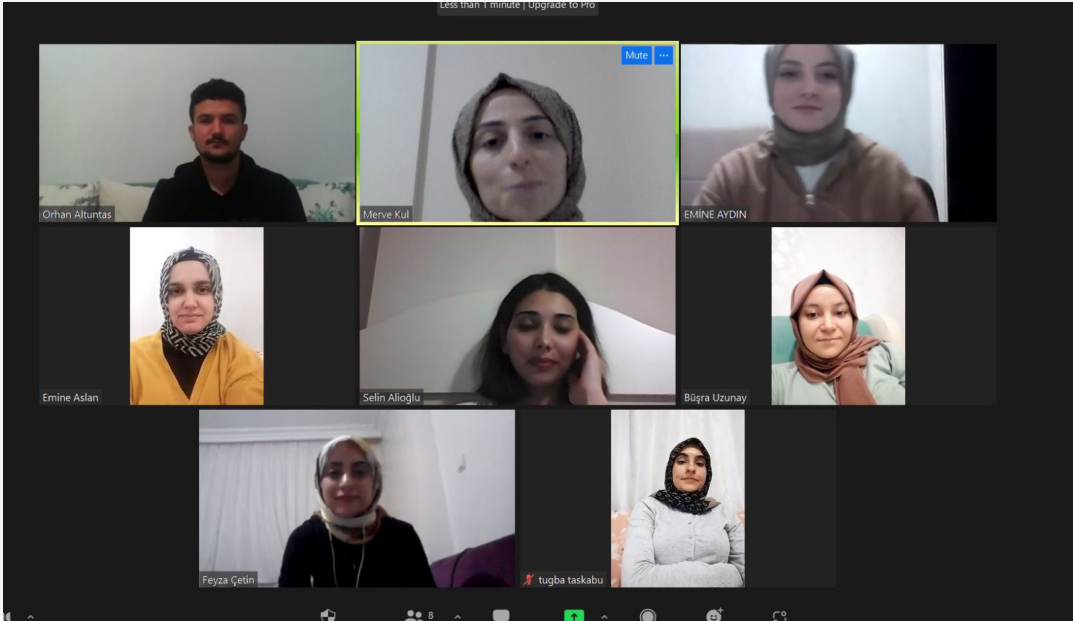 Less than 1 minute | Upgrade to Pro
Mute ...
Orhan Altuntas
Merve Kul
EMİNE AYDIN
Emine Aslan
Selin Alioğlu
Büşra Uzunay
Feyza Çetin
tugba taskabu
8